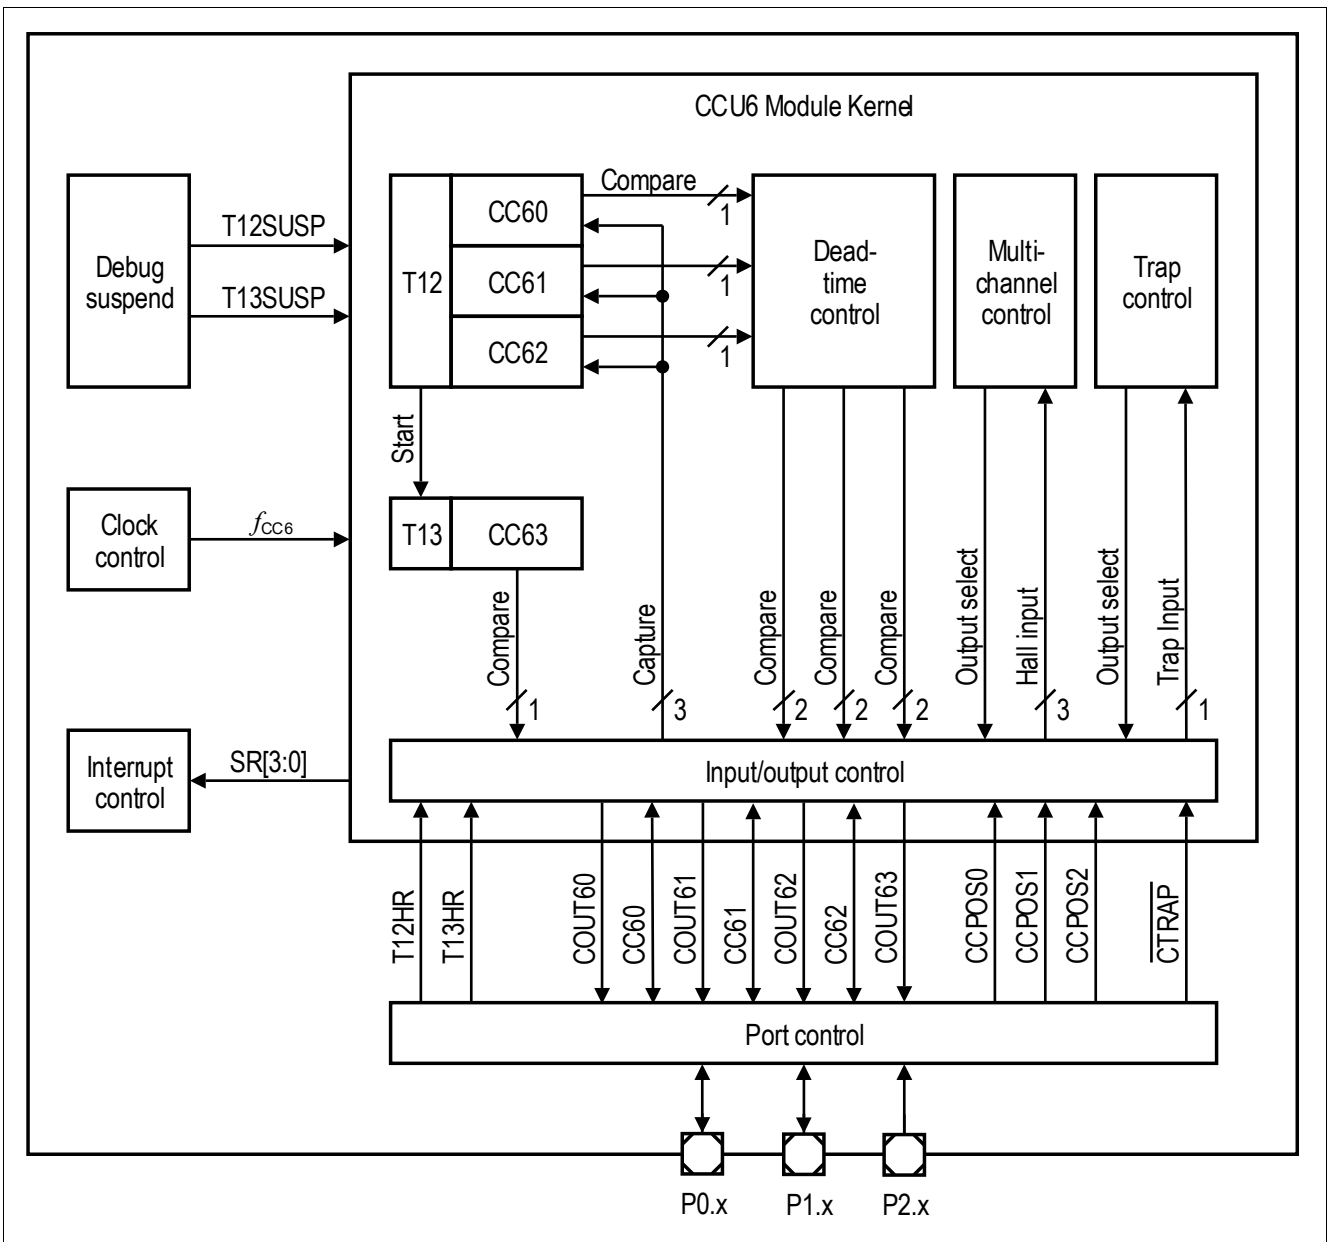 CCU6 Module Kernel
Debug
suspend
T12SUSP
T13SUSP
T12
CC60
CC61
CC62
Compare
1
1
1
Dead-
time
control
Multi-
channel
control
Trap
control
Start
T13
CC63
Clock
control
fCC6
Compare
1
Capture
3
Compare
2
Compare
2
Compare
2
Output select
Hall input
3
Output select
Trap Input
1
Interrupt
control
SR[3:0]
Input/output control
T12HR
T13HR
COUT60
CC60
COUT61
CC61
COUT62
CC62
COUT63
CCPOS0
CCPOS1
CCPOS2
CTRAP
Port control
P0.x
P1.x
P2.x